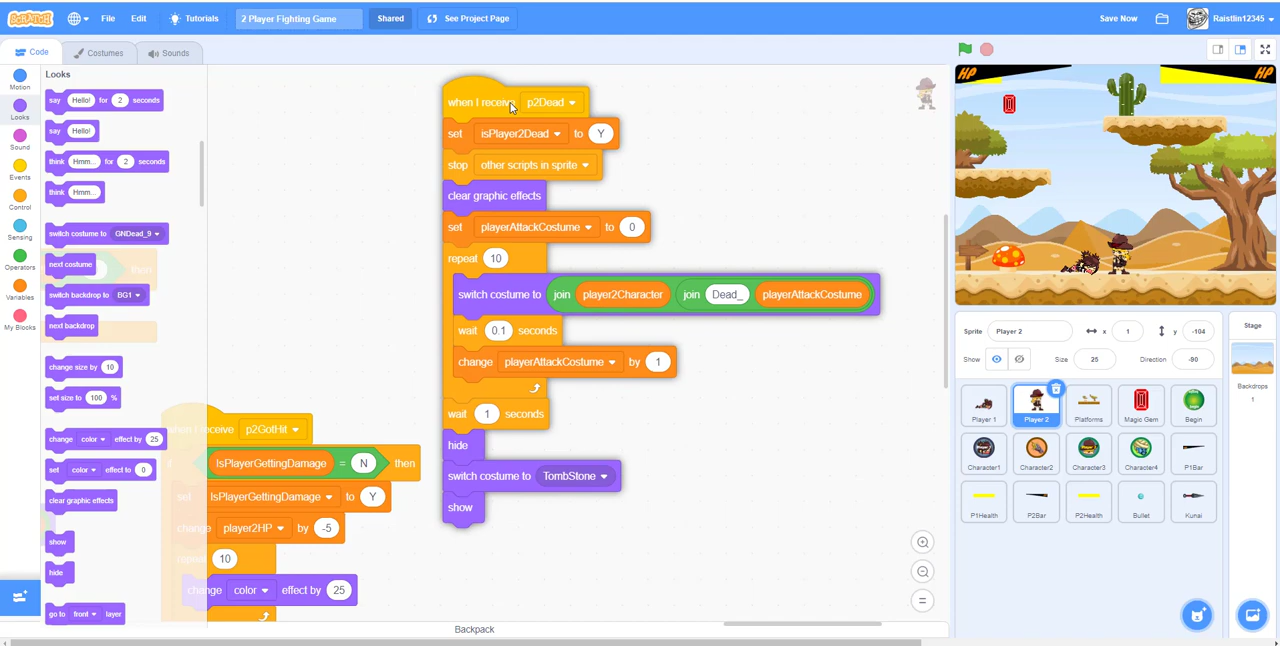 SCRATCH File Edit Tutorials 2 Player Fighting Game Shared See Project Page Save Now Raistlin12345
Code Costumes Sounds
Looks
say Hello! for 2 seconds
say Hello!
think Hmm... for 2 seconds
think Hmm...
switch costume to GNDead_9
next costume
switch backdrop to BG1
next backdrop
change size by 10
set size to 100 %
change color effect by 25
set color effect to 0
clear graphic effects
show
hide
go to front layer
Motion
Looks
Sound
Events
Control
Sensing
Operators
Variables
My Blocks
then
when I receive p2Dead
set isPlayer2Dead to Y
stop other scripts in sprite
clear graphic effects
set playerAttackCostume to 0
repeat 10
switch costume to join player2Character join Dead_ playerAttackCostume
wait 0.1 seconds
change playerAttackCostume by 1
wait 1 seconds
hide
switch costume to TombStone
show
when I receive p2GotHit
if IsPlayerGettingDamage = N then
set IsPlayerGettingDamage to Y
change player2HP by -5
repeat 10
change color effect by 25
Backpack
HP HP
Sprite Player 2 x 1 y -104
Show Size 25 Direction -90
Player 1 Player 2 Platforms Magic Gem Begin
Character1 Character2 Character3 Character4 P1Bar
P1Health P2Bar P2Health Bullet Kunai
Stage
Backdrops
1